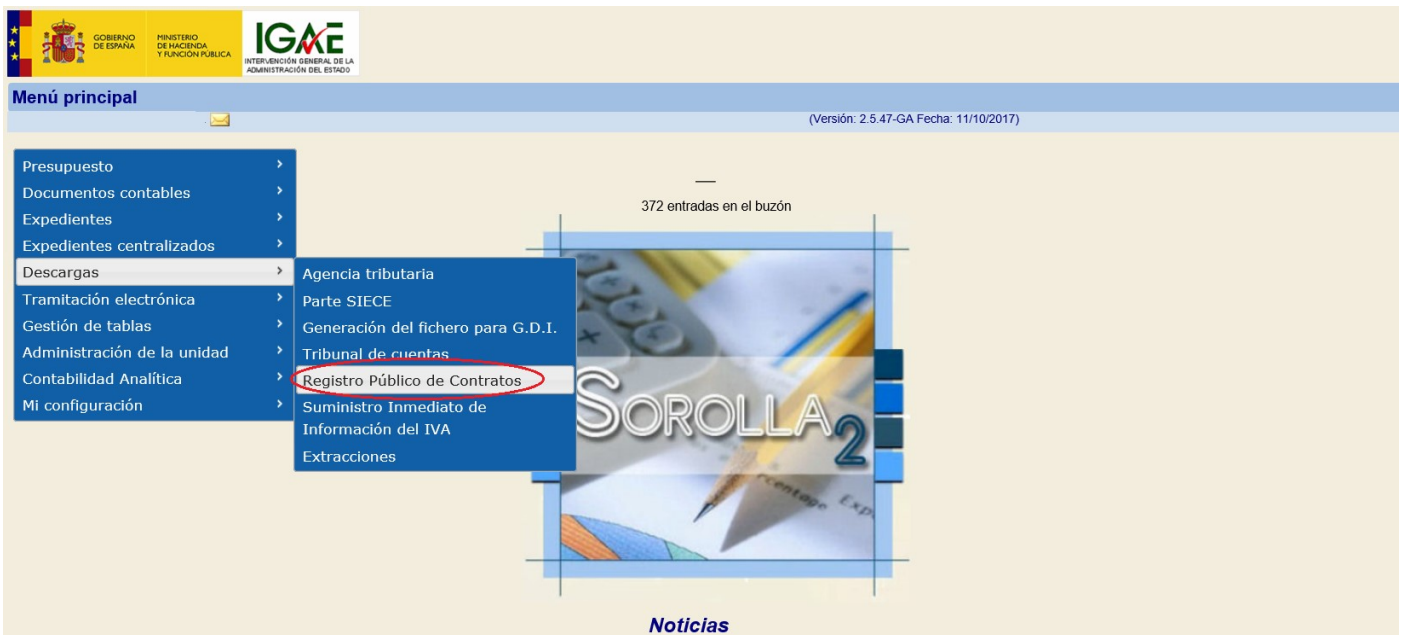 GOBIERNO
DE ESPAÑA
MINISTERIO
DE HACIENDA
Y FUNCIÓN PÚBLICA
IGAE
INTERVENCIÓN GENERAL DE LA
ADMINISTRACIÓN DEL ESTADO
Menú principal
(Versión: 2.5.47-GA Fecha: 11/10/2017)
Presupuesto
Documentos contables
Expedientes
Expedientes centralizados
Descargas
Tramitación electrónica
Gestión de tablas
Administración de la unidad
Contabilidad Analítica
Mi configuración
Agencia tributaria
Parte SIECE
Generación del fichero para G.D.I.
Tribunal de cuentas
Registro Público de Contratos
Suministro Inmediato de
Información del IVA
Extracciones
372 entradas en el buzón
SOROLLA2
centage Exp
Noticias